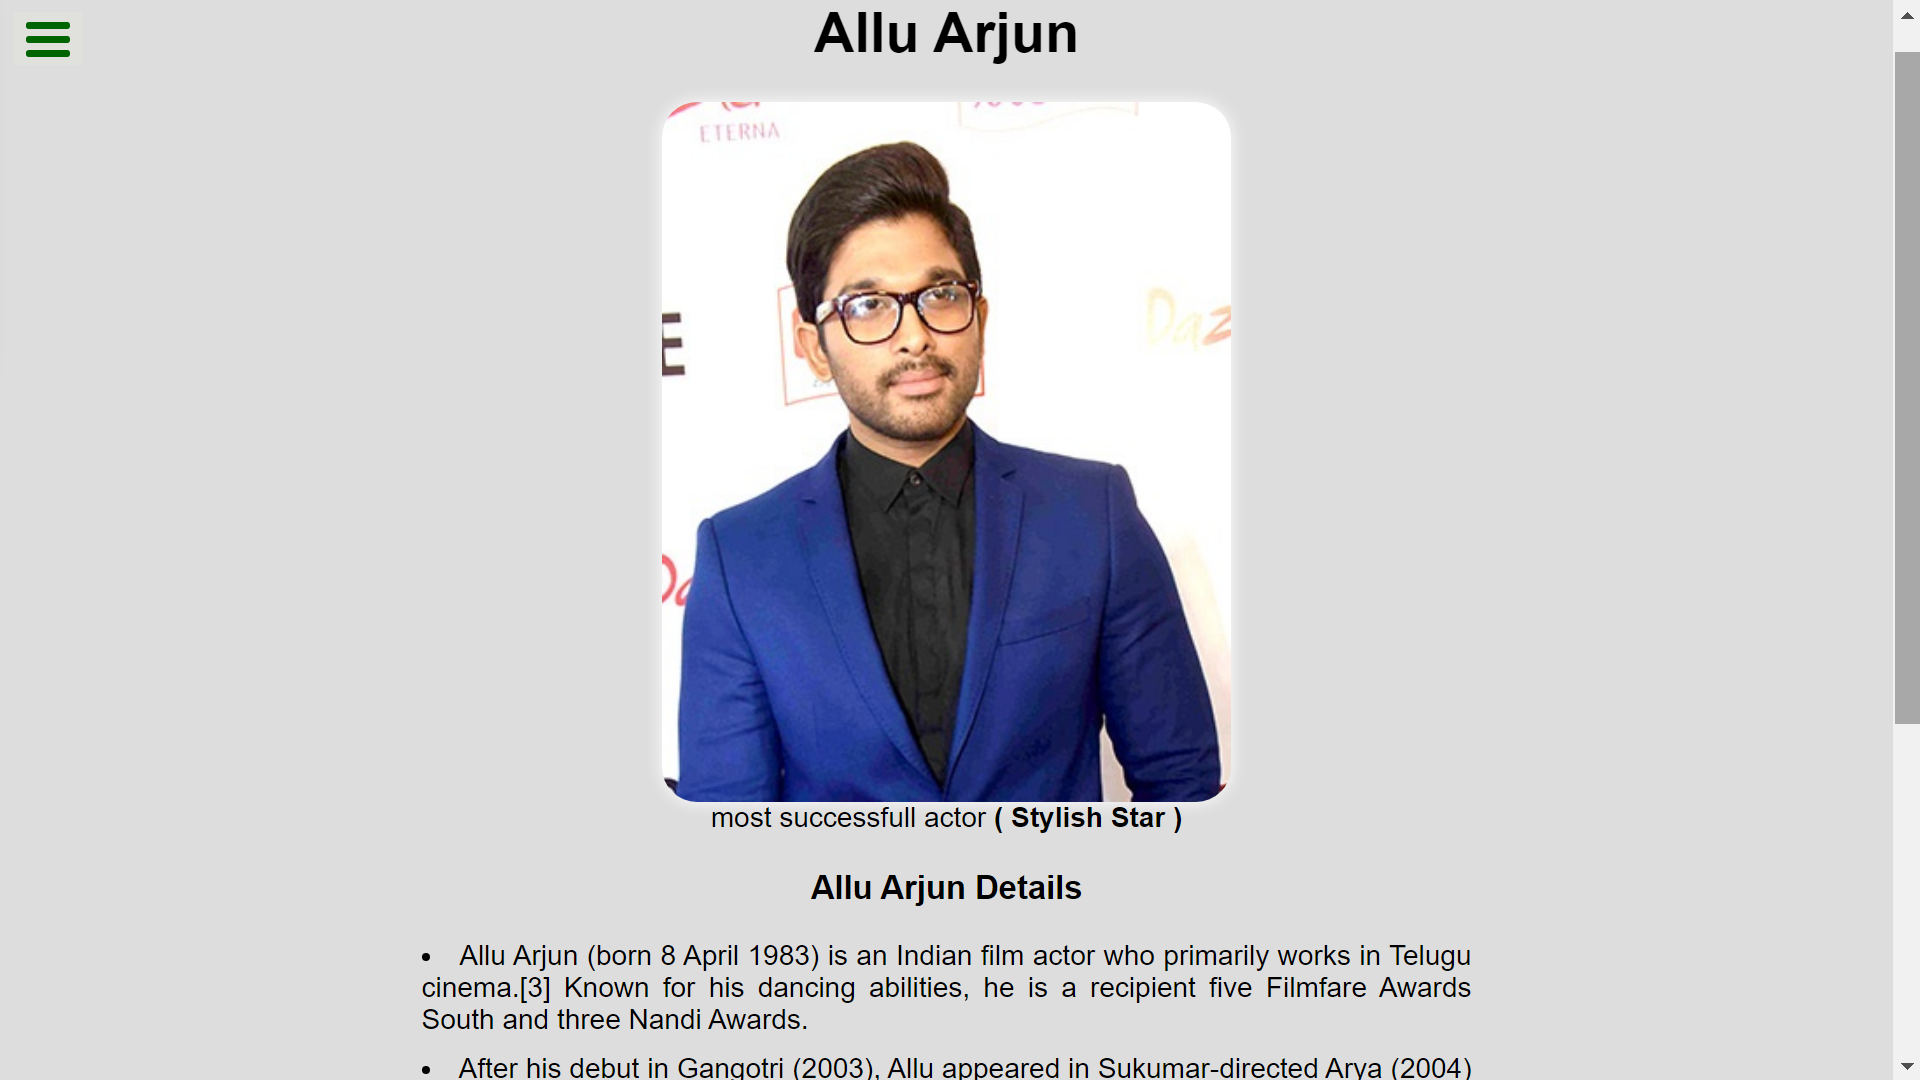 Allu Arjun
ETERNA
E
Daz
Da
most successfull actor ( Stylish Star )
Allu Arjun Details
• Allu Arjun (born 8 April 1983) is an Indian film actor who primarily works in Telugu
cinema.[3] Known for his dancing abilities, he is a recipient five Filmfare Awards
South and three Nandi Awards.
• After his debut in Gangotri (2003), Allu appeared in Sukumar-directed Arya (2004)